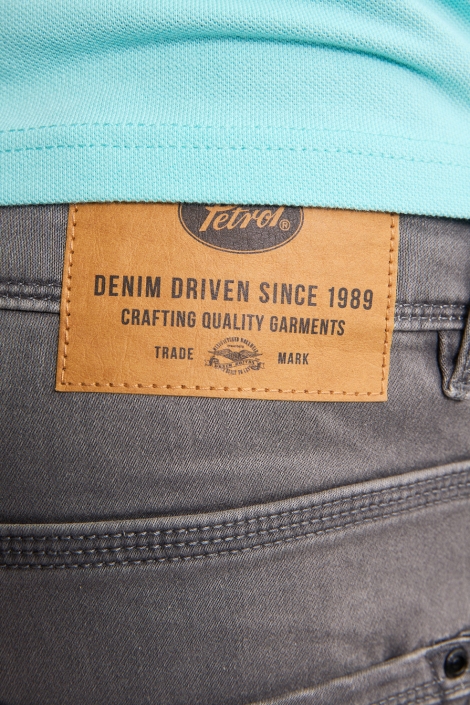 Petrol®
DENIM DRIVEN SINCE 1989
CRAFTING QUALITY GARMENTS
TRADE MARK